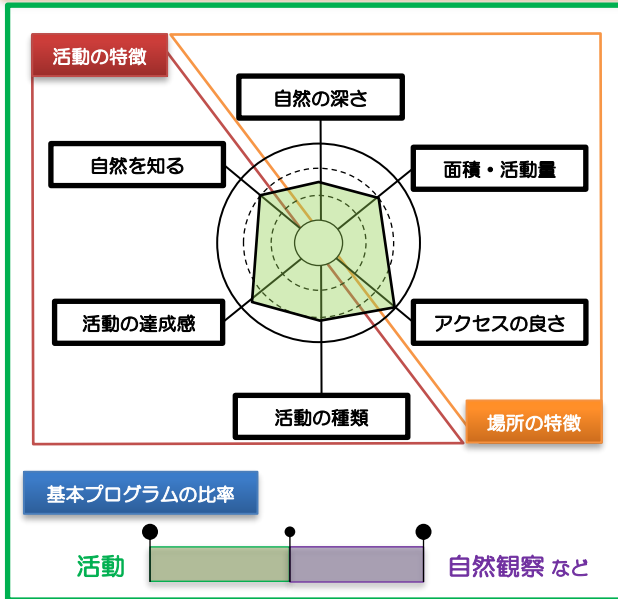 活動の特徴
自然の深さ
自然を知る
面積・活動量
活動の達成感
アクセスの良さ
活動の種類
場所の特徴
基本プログラムの比率
活動
自然観察 など